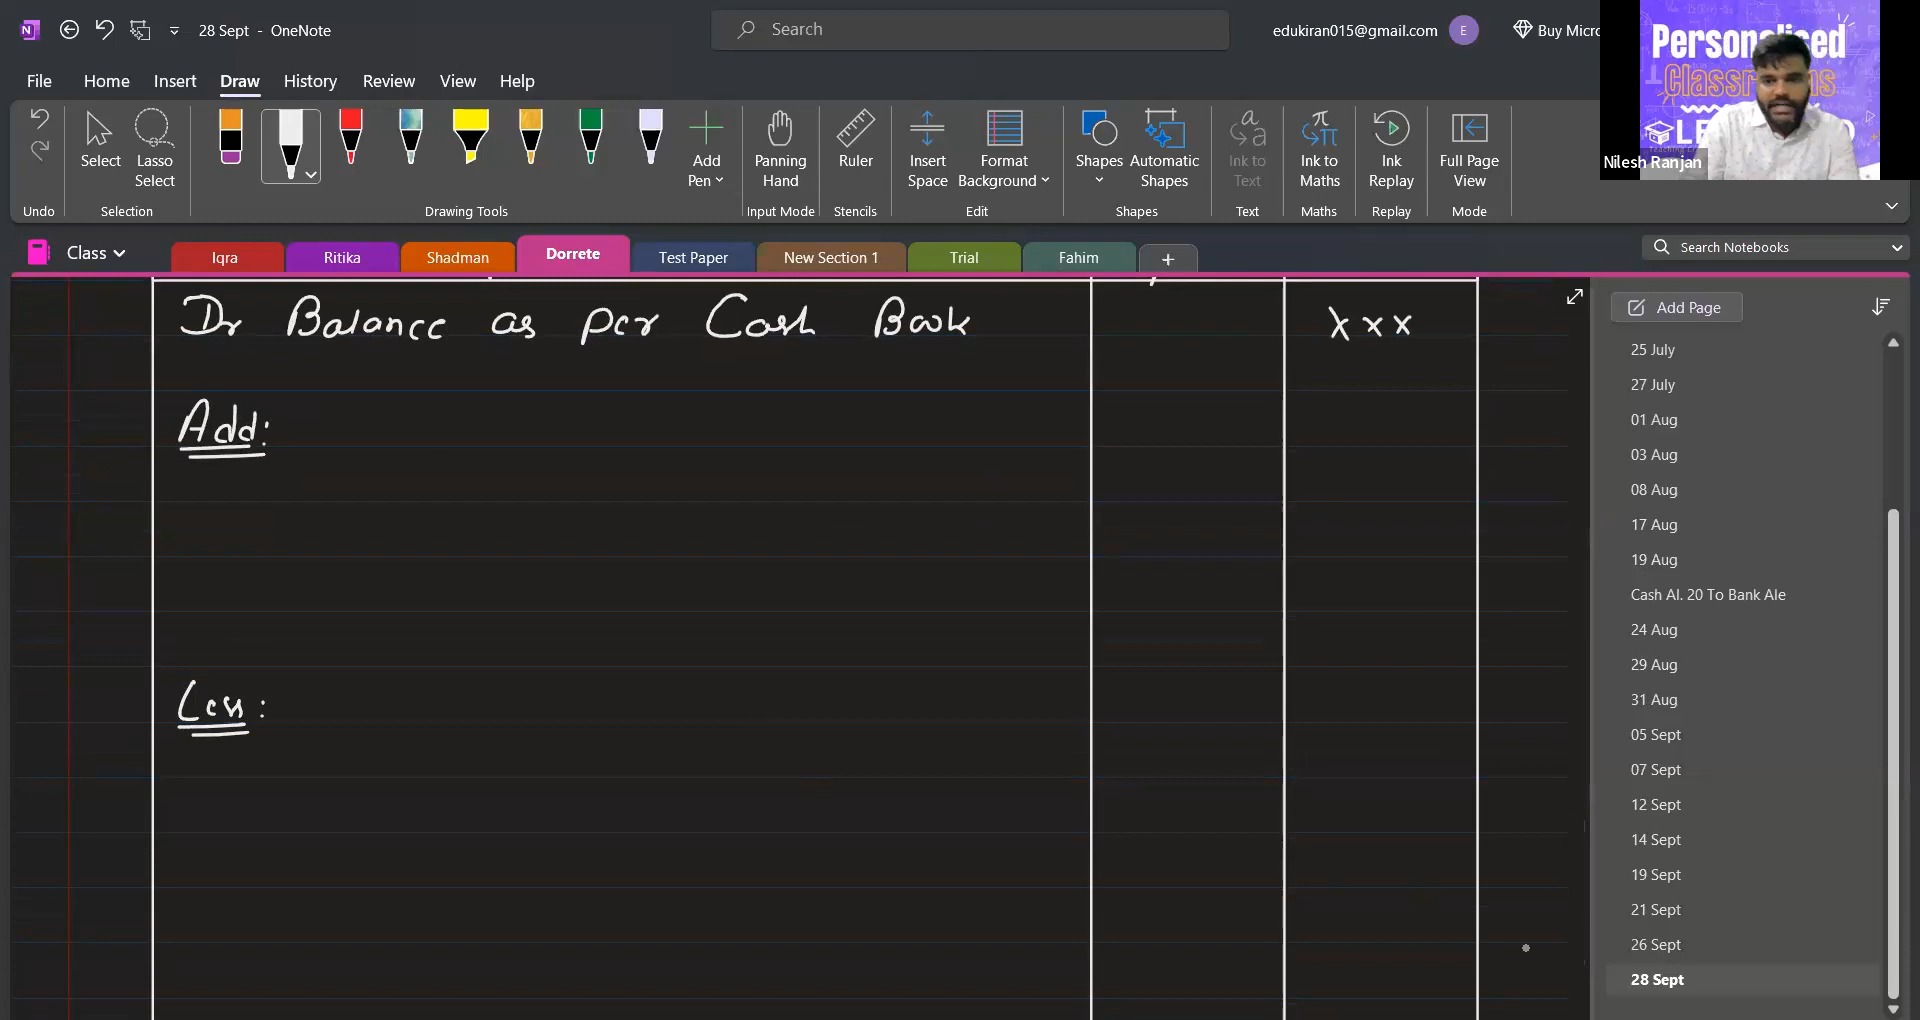 28 Sept - OneNote
Search
edukiran015@gmail.com
E
Buy Micro
Personalised
Nilesh Ranjan
File Home Insert Draw History Review View Help
Select
Lasso Select
Add Pen
Panning Hand
Ruler
Insert Space
Format Background
Shapes
Automatic Shapes
Ink to Text
Ink to Maths
Ink Replay
Full Page View
Undo Selection Drawing Tools Input Mode Stencils Edit Shapes Text Maths Replay Mode
Class
Iqra Ritika Shadman Dorrete Test Paper New Section 1 Trial Fahim +
Search Notebooks
Dr Balance as per Cash Book xxx
Add:
Less:
Add Page
25 July
27 July
01 Aug
03 Aug
08 Aug
17 Aug
19 Aug
Cash Al. 20 To Bank Ale
24 Aug
29 Aug
31 Aug
05 Sept
07 Sept
12 Sept
14 Sept
19 Sept
21 Sept
26 Sept
28 Sept